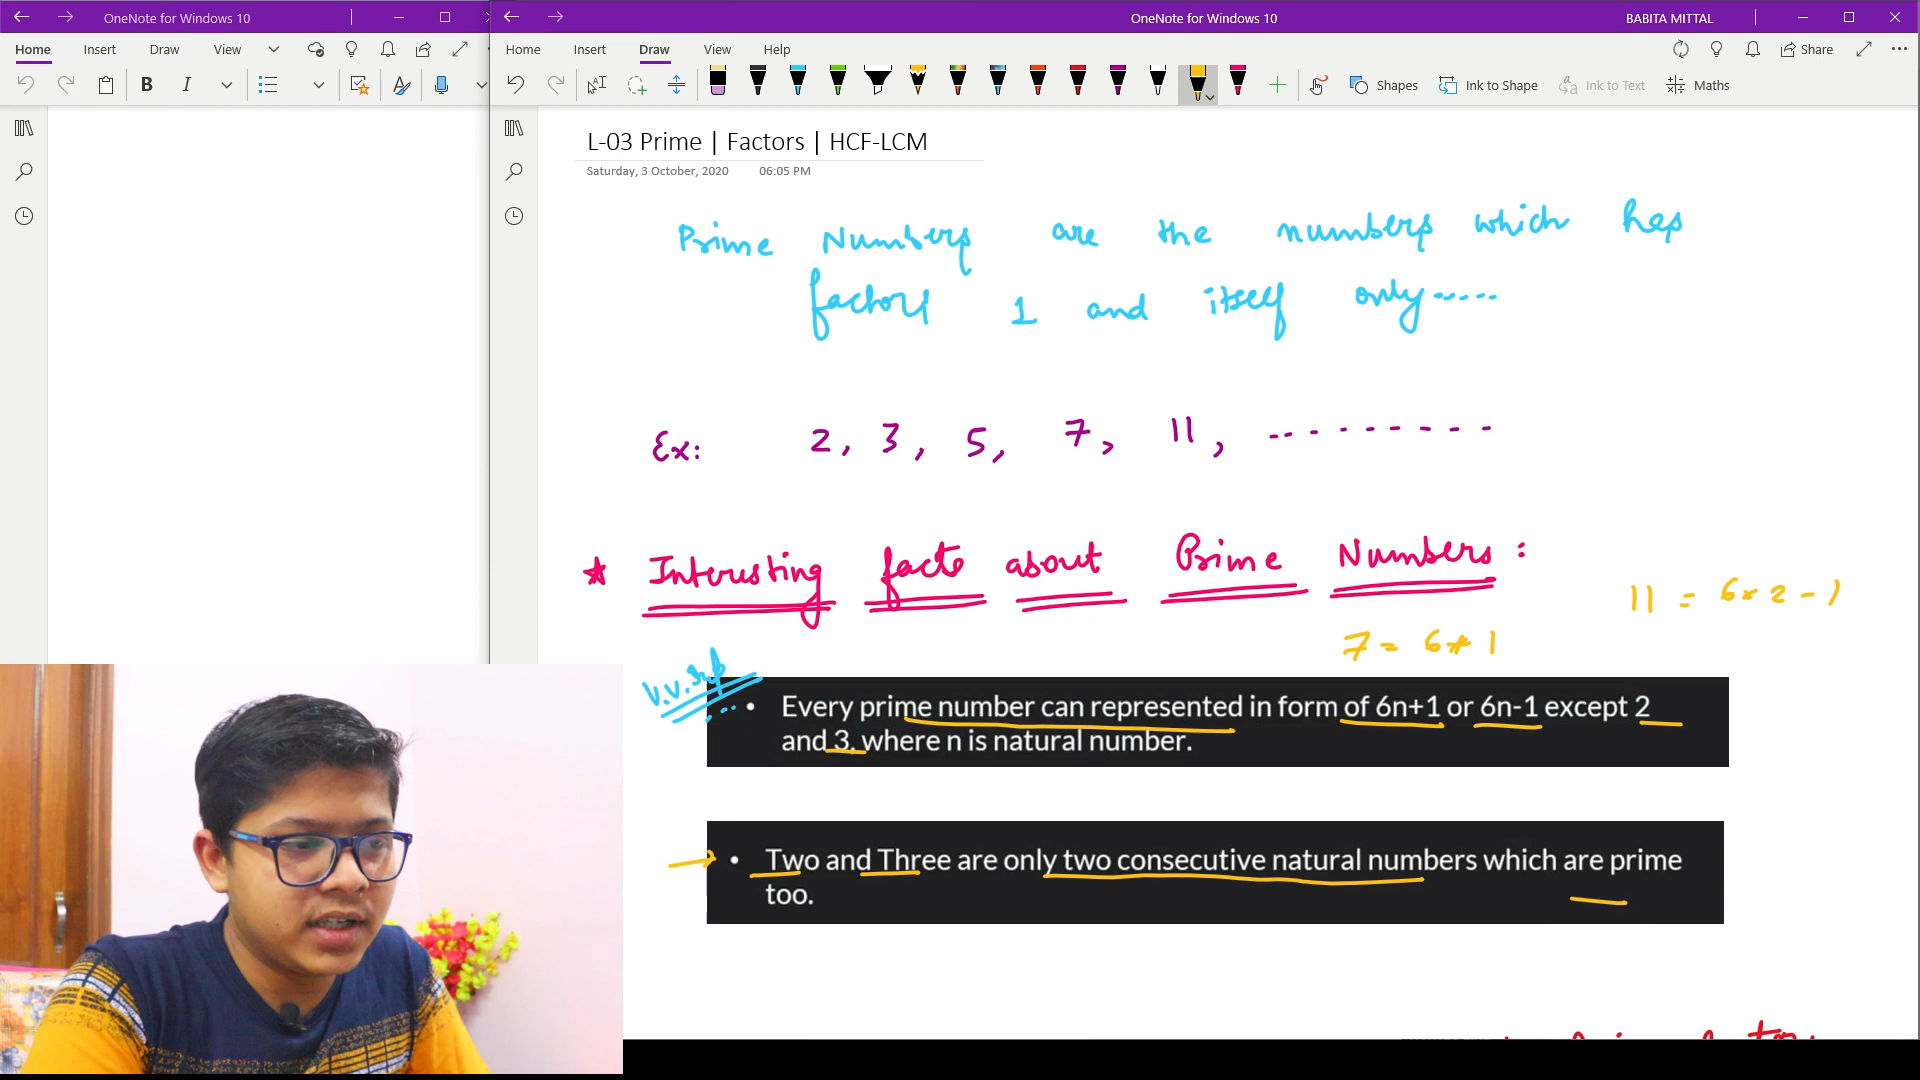 OneNote for Windows 10
Home Insert Draw View
B I
OneNote for Windows 10 BABITA MITTAL
Home Insert Draw View Help Share
Shapes Ink to Shape Ink to Text Maths
L-03 Prime | Factors | HCF-LCM
Saturday, 3 October, 2020 06:05 PM
Prime Numbers are the numbers which has
factors 1 and itself only.....
Ex: 2, 3, 5, 7, 11, .........
* Interesting facts about Prime Numbers:
11 = 6*2-1
7 = 6*1
V.V.Imp
• Every prime number can represented in form of 6n+1 or 6n-1 except 2
and 3, where n is natural number.
• Two and Three are only two consecutive natural numbers which are prime
too.